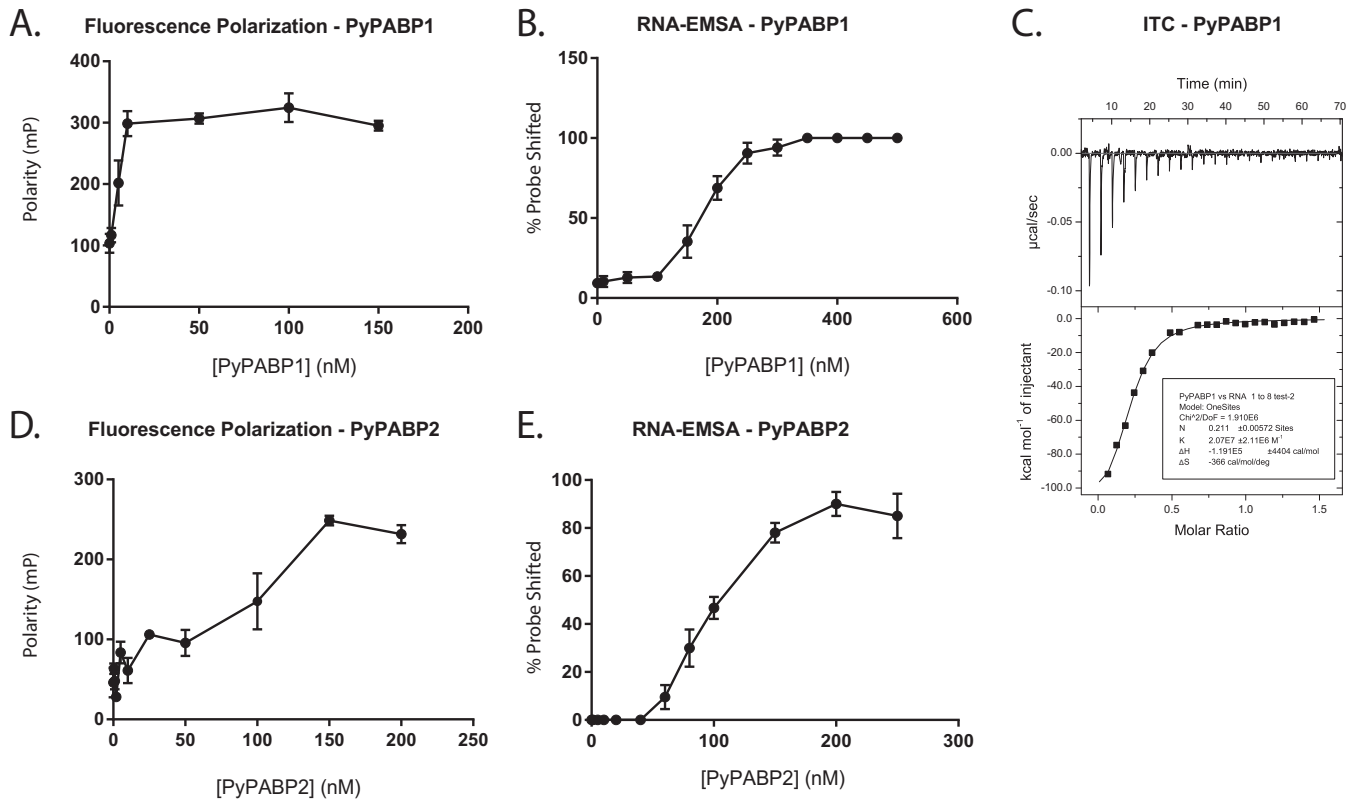 A.
Fluorescence Polarization - PyPABP1
400
300
200
100
0
Polarity (mP)
0 50 100 150 200
[PyPABP1] (nM)
B.
RNA-EMSA - PyPABP1
150
100
50
0
% Probe Shifted
0 200 400 600
[PyPABP1] (nM)
C.
ITC - PyPABP1
Time (min)
10 20 30 40 50 60 70
0.00
-0.05
-0.10
µcal/sec
0.0
-20.0
-40.0
-60.0
-80.0
-100.0
kcal mol⁻¹ of injectant
PyPABP1 vs RNA 1 to 8 test-2
Model: OneSites
Chi^2/DoF = 1.910E6
N 0.211 ±0.00572 Sites
K 2.07E7 ±2.11E6 M⁻¹
ΔH -1.191E5 ±4404 cal/mol
ΔS -366 cal/mol/deg
0.0 0.5 1.0 1.5
Molar Ratio
D.
Fluorescence Polarization - PyPABP2
300
200
100
0
Polarity (mP)
0 50 100 150 200 250
[PyPABP2] (nM)
E.
RNA-EMSA - PyPABP2
100
80
60
40
20
0
% Probe Shifted
0 100 200 300
[PyPABP2] (nM)